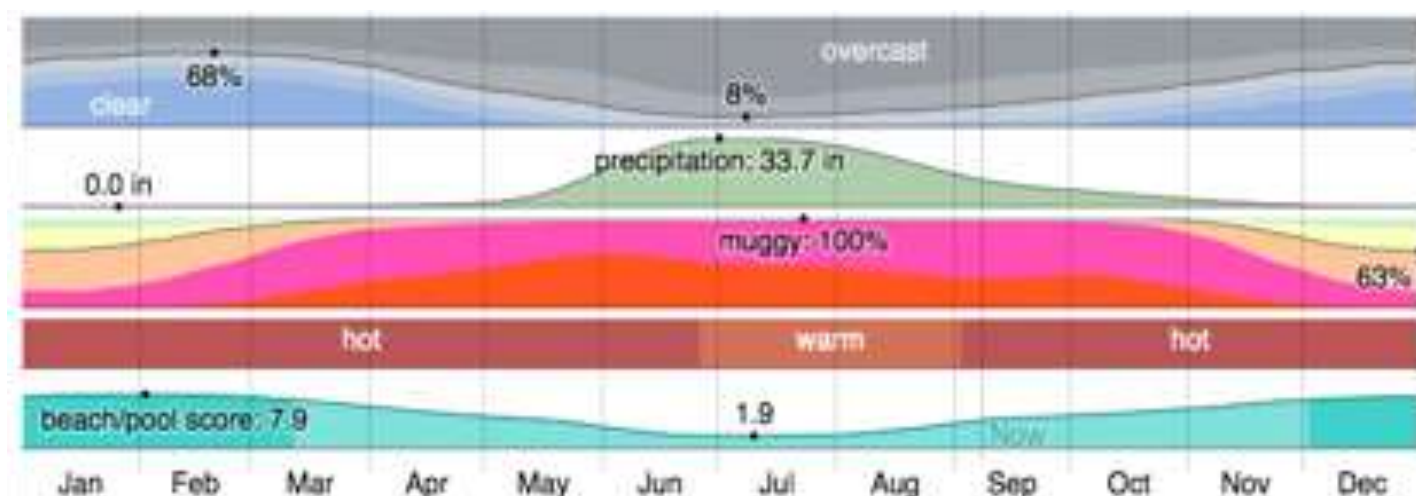 overcast
68%
8%
clear
precipitation: 33.7 in
0.0 in
muggy: 100%
63%
hot warm hot
beach/pool score: 7.9
1.9
Now
Jan Feb Mar Apr May Jun Jul Aug Sep Oct Nov Dec